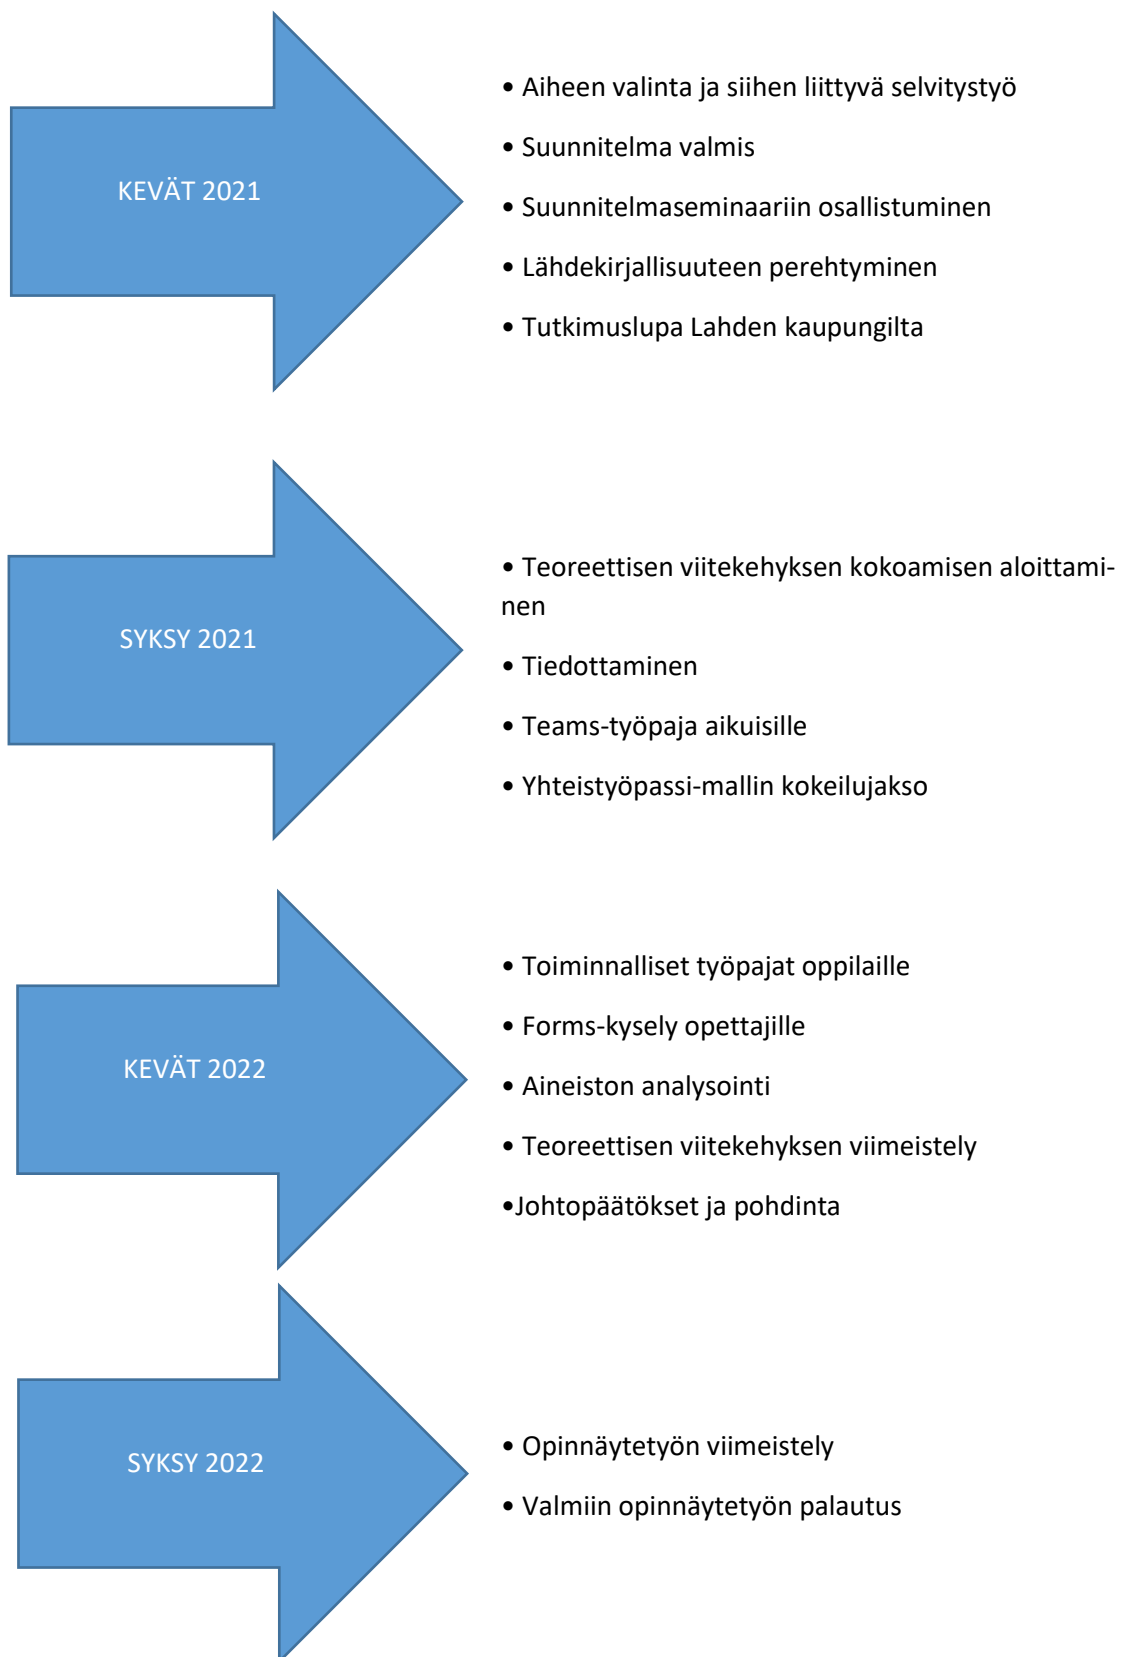 KEVÄT 2021
• Aiheen valinta ja siihen liittyvä selvitystyö
• Suunnitelma valmis
• Suunnitelmaseminaariin osallistuminen
• Lähdekirjallisuuteen perehtyminen
• Tutkimuslupa Lahden kaupungilta
SYKSY 2021
• Teoreettisen viitekehyksen kokoamisen aloittami-
nen
• Tiedottaminen
• Teams-työpaja aikuisille
• Yhteistyöpassi-mallin kokeilujakso
KEVÄT 2022
• Toiminnalliset työpajat oppilaille
• Forms-kysely opettajille
• Aineiston analysointi
• Teoreettisen viitekehyksen viimeistely
•Johtopäätökset ja pohdinta
SYKSY 2022
• Opinnäytetyön viimeistely
• Valmiin opinnäytetyön palautus